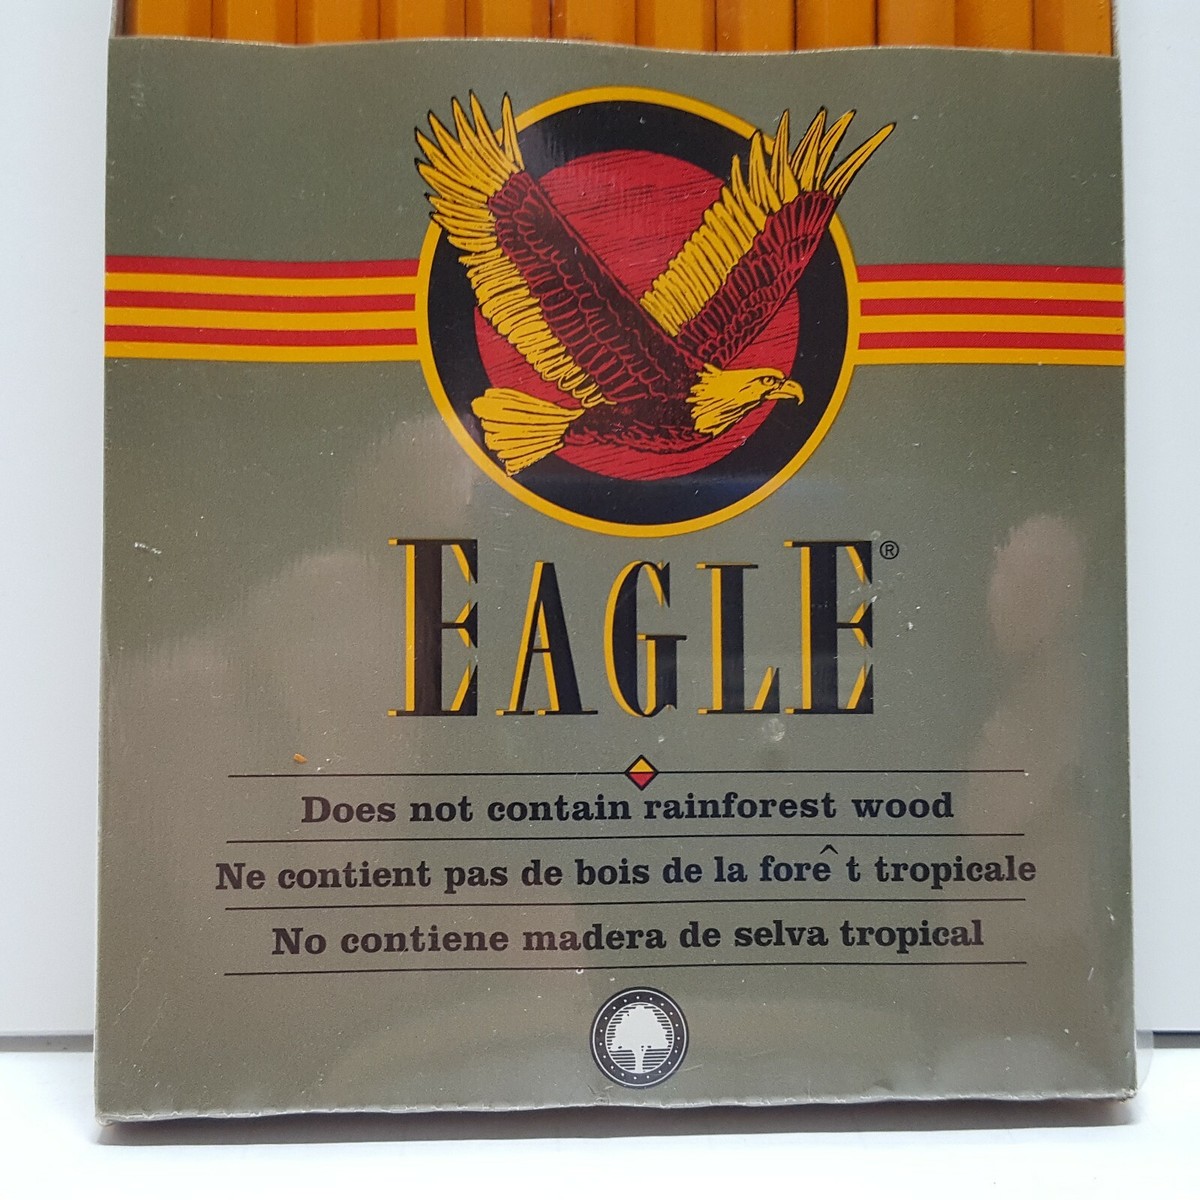 EAGLE®
Does not contain rainforest wood
Ne contient pas de bois de la forê^ t tropicale
No contiene madera de selva tropical